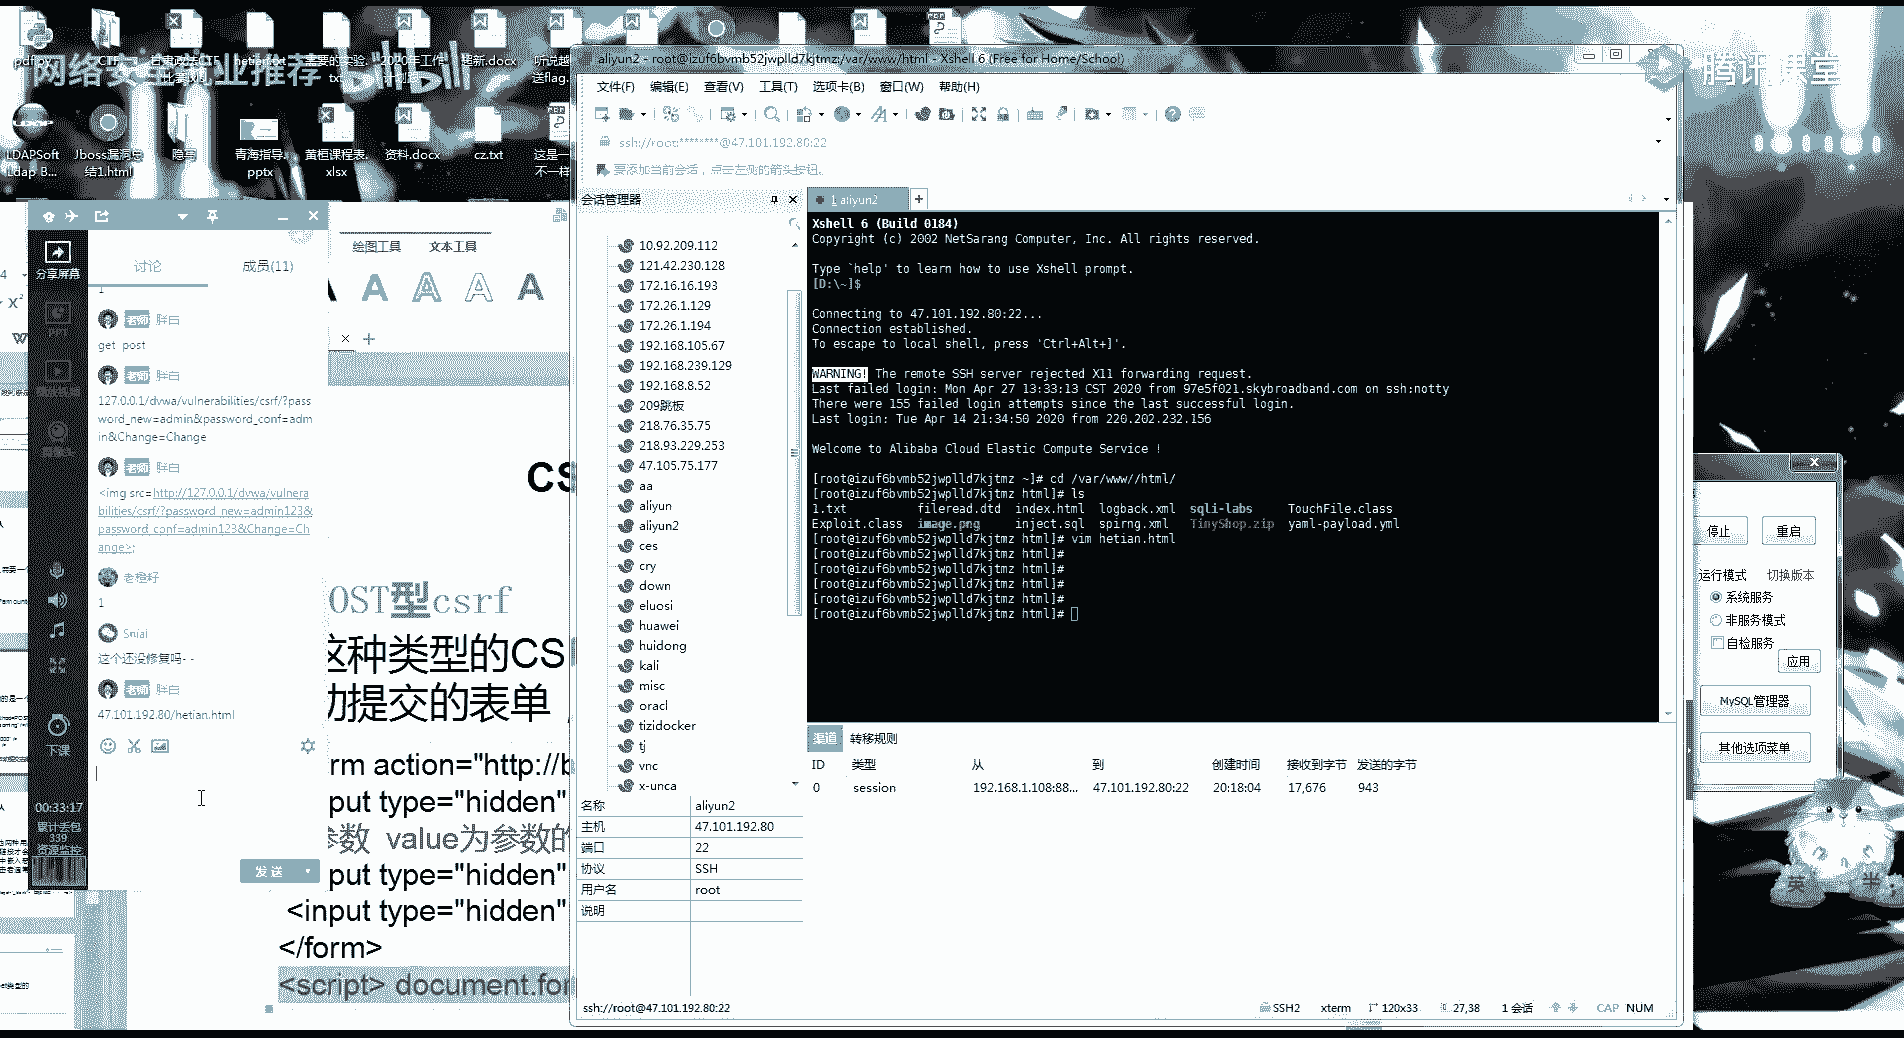 网络安全
业推荐
bilibili
腾讯课堂
pdf.py
hetian.txt
需要的实验.
txt
2020年工作
送flag.
LDAPSoft
Ldap B...
Jboss漏洞总
结1.html
隐写
青海指导.
pptx
黄桓课程表.
xlsx
资料.docx
cz.txt
这是一
不一样
aliyun2 - root@izuf6bvmb52jwplld7kjtmz:/var/www/html - Xshell 6 (Free for Home/School)
文件(F) 编辑(E) 查看(V) 工具(T) 选项卡(B) 窗口(W) 帮助(H)
ssh://root:********@47.101.192.80:22
要添加当前会话，点击左侧的箭头按钮。
会话管理器
1 aliyun2
10.92.209.112
121.42.230.128
172.16.16.193
172.26.1.129
172.26.1.194
192.168.105.67
192.168.239.129
192.168.8.52
209跳板
218.76.35.75
218.93.229.253
47.105.75.177
aa
aliyun
aliyun2
ces
cry
down
eluosi
huawei
huidong
kali
misc
oracl
tizidocker
tj
vnc
x-unca
名称 aliyun2
主机 47.101.192.80
端口 22
协议 SSH
用户名 root
说明
Xshell 6 (Build 0184)
Copyright (c) 2002 NetSarang Computer, Inc. All rights reserved.
Type `help' to learn how to use Xshell prompt.
[D:\~]$
Connecting to 47.101.192.80:22...
Connection established.
To escape to local shell, press 'Ctrl+Alt+]'.
WARNING! The remote SSH server rejected X11 forwarding request.
Last failed login: Mon Apr 27 13:33:13 CST 2020 from 97e5f021.skybroadband.com on ssh:notty
There were 155 failed login attempts since the last successful login.
Last login: Tue Apr 14 21:34:50 2020 from 220.202.232.156
Welcome to Alibaba Cloud Elastic Compute Service !
[root@izuf6bvmb52jwplld7kjtmz ~]# cd /var/www//html/
[root@izuf6bvmb52jwplld7kjtmz html]# ls
1.txt fileread.dtd index.html logback.xml sqli-labs TouchFile.class
Exploit.class image.png inject.sql spirng.xml TinyShop.zip yaml-payload.yml
[root@izuf6bvmb52jwplld7kjtmz html]# vim hetian.html
[root@izuf6bvmb52jwplld7kjtmz html]#
[root@izuf6bvmb52jwplld7kjtmz html]#
[root@izuf6bvmb52jwplld7kjtmz html]#
[root@izuf6bvmb52jwplld7kjtmz html]#
[root@izuf6bvmb52jwplld7kjtmz html]#
渠道 转移规则
ID 类型 从 到 创建时间 接收到字节 发送的字节
0 session 192.168.1.108:88... 47.101.192.80:22 20:18:04 17,676 943
ssh://root@47.101.192.80:22
SSH2 xterm 120x33 27,38 1 会话 CAP NUM
分享屏幕
PPT
下课
00:33:17
累计丢包
339
资源监控
讨论 成员(11)
1
老师 胖白
get post
老师 胖白
127.0.0.1/dvwa/vulnerabilities/csrf/?pass
word_new=admin&password_conf=adm
in&Change=Change
老师 胖白
<img src=http://127.0.0.1/dvwa/vulnera
bilities/csrf/?password_new=admin123&
password_conf=admin123&Change=Ch
ange>;
老橙籽
1
Snial
这个还没修复吗- -
老师 胖白
47.101.192.80/hetian.html
发送
绘图工具 文本工具
A A A A
CS
OST型csrf
这种类型的CS
动提交的表单
rm action="http://b
put type="hidden"
参数 value为参数的
put type="hidden"
<input type="hidden"
</form>
<script> document.for
停止 重启
运行模式 切换版本
系统服务
非服务模式
自检服务
应用
MySQL管理器
其他选项菜单
英 半